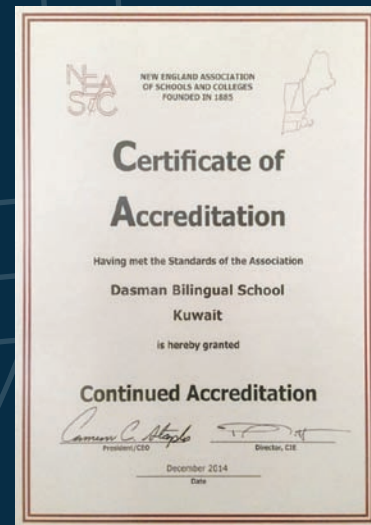 NEASC
NEW ENGLAND ASSOCIATION
OF SCHOOLS AND COLLEGES
FOUNDED IN 1885
Certificate of
Accreditation
Having met the Standards of the Association
Dasman Bilingual School
Kuwait
is hereby granted
Continued Accreditation
President/CEO
Director, CIE
December 2014
Date